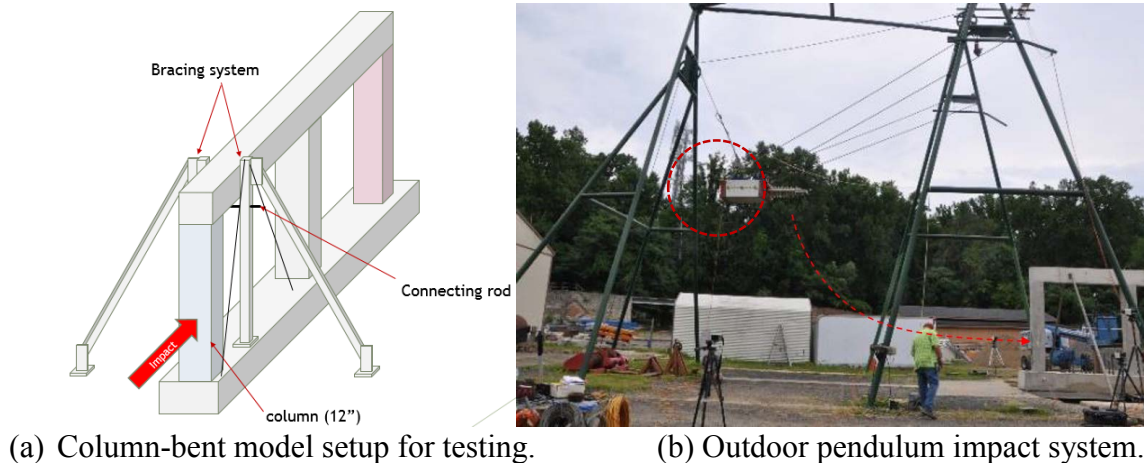 Bracing system
Connecting rod
Impact
column (12”)
(a) Column-bent model setup for testing.
(b) Outdoor pendulum impact system.